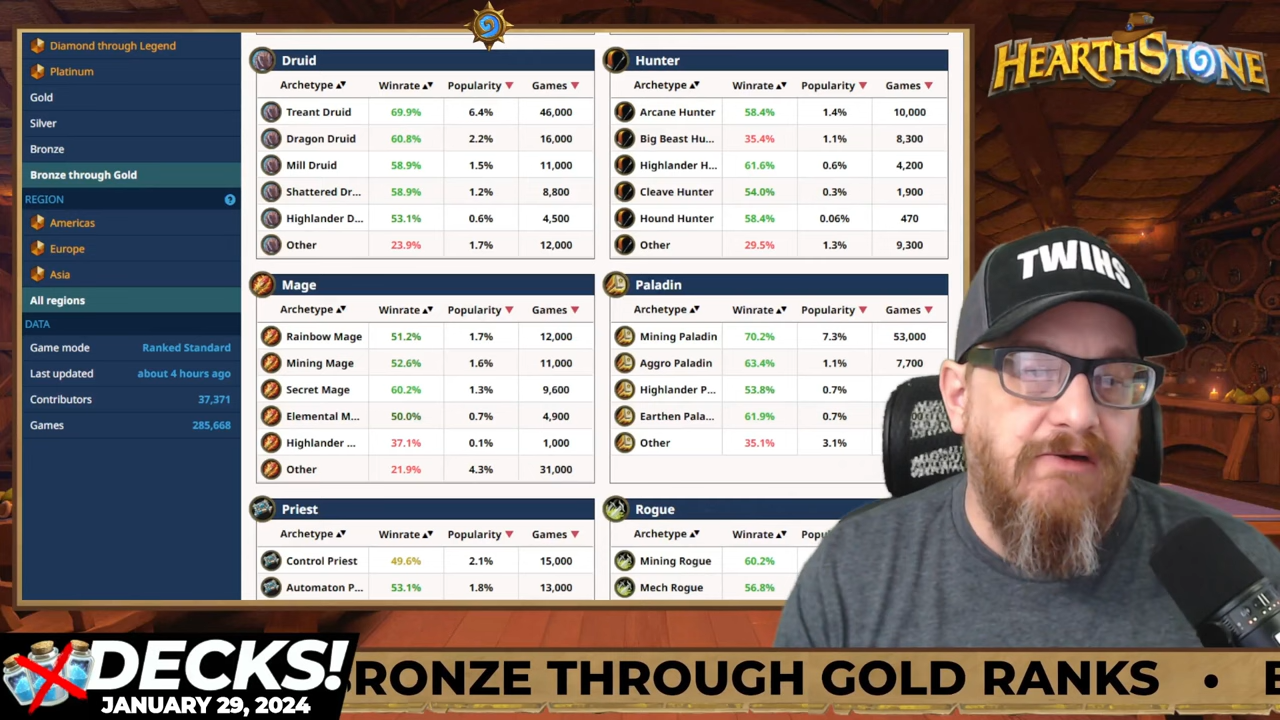 HEARTHSTONE
Diamond through Legend
Platinum
Gold
Silver
Bronze
Bronze through Gold
REGION ?
Americas
Europe
Asia
All regions
DATA
Game mode Ranked Standard
Last updated about 4 hours ago
Contributors 37,371
Games 285,668
Druid
Archetype Winrate Popularity Games
Treant Druid 69.9% 6.4% 46,000
Dragon Druid 60.8% 2.2% 16,000
Mill Druid 58.9% 1.5% 11,000
Shattered Dr... 58.9% 1.2% 8,800
Highlander D... 53.1% 0.6% 4,500
Other 23.9% 1.7% 12,000
Hunter
Archetype Winrate Popularity Games
Arcane Hunter 58.4% 1.4% 10,000
Big Beast Hu... 35.4% 1.1% 8,300
Highlander H... 61.6% 0.6% 4,200
Cleave Hunter 54.0% 0.3% 1,900
Hound Hunter 58.4% 0.06% 470
Other 29.5% 1.3% 9,300
Mage
Archetype Winrate Popularity Games
Rainbow Mage 51.2% 1.7% 12,000
Mining Mage 52.6% 1.6% 11,000
Secret Mage 60.2% 1.3% 9,600
Elemental M... 50.0% 0.7% 4,900
Highlander ... 37.1% 0.1% 1,000
Other 21.9% 4.3% 31,000
Paladin
Archetype Winrate Popularity Games
Mining Paladin 70.2% 7.3% 53,000
Aggro Paladin 63.4% 1.1% 7,700
Highlander P... 53.8% 0.7%
Earthen Pala... 61.9% 0.7%
Other 35.1% 3.1%
Priest
Archetype Winrate Popularity Games
Control Priest 49.6% 2.1% 15,000
Automaton P... 53.1% 1.8% 13,000
Rogue
Archetype Winrate Popu
Mining Rogue 60.2%
Mech Rogue 56.8%
TWIHS
DECKS!
JANUARY 29, 2024
BRONZE THROUGH GOLD RANKS •